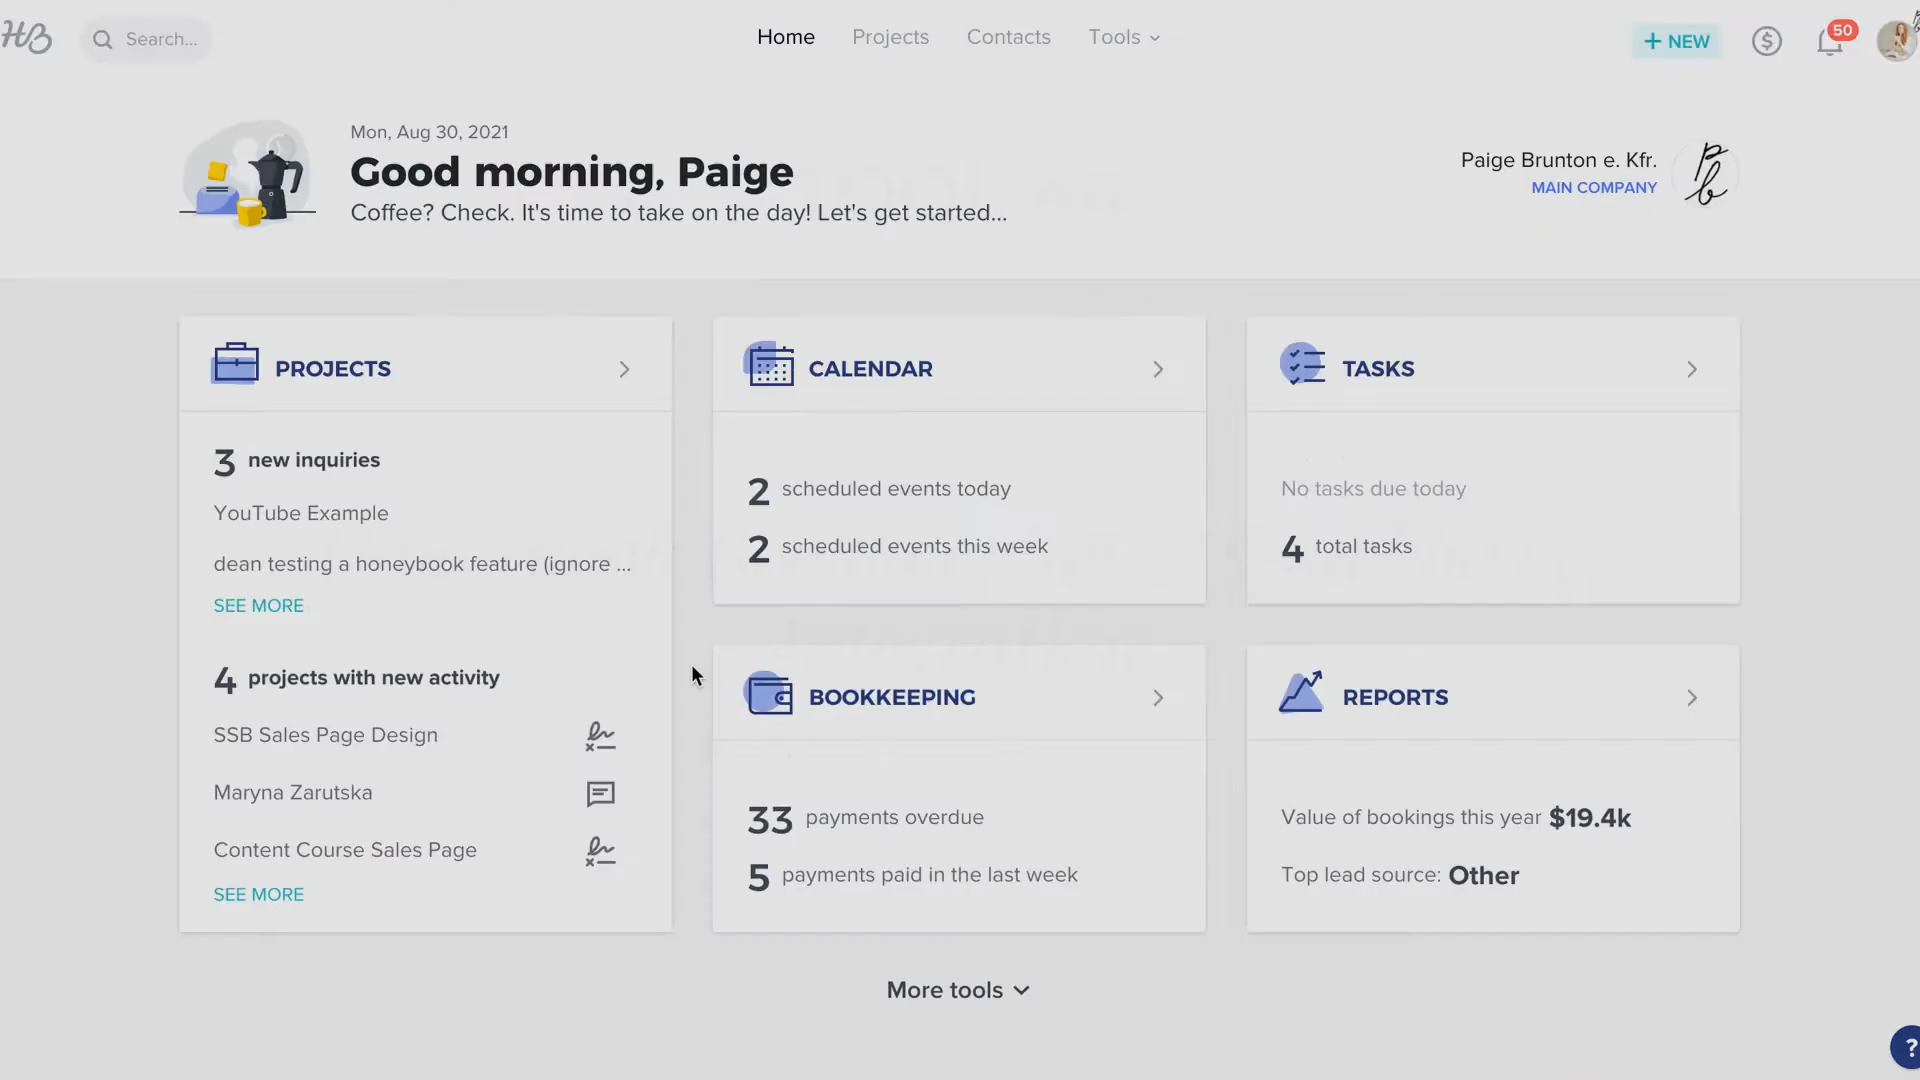 HB
Search...
Home
Projects
Contacts
Tools
+ NEW
50
Mon, Aug 30, 2021
Good morning, Paige
Coffee? Check. It's time to take on the day! Let's get started...
Paige Brunton e. Kfr.
MAIN COMPANY
Pb
PROJECTS
3 new inquiries
YouTube Example
dean testing a honeybook feature (ignore ...
SEE MORE
4 projects with new activity
SSB Sales Page Design
Maryna Zarutska
Content Course Sales Page
SEE MORE
CALENDAR
2 scheduled events today
2 scheduled events this week
TASKS
No tasks due today
4 total tasks
BOOKKEEPING
33 payments overdue
5 payments paid in the last week
REPORTS
Value of bookings this year $19.4k
Top lead source: Other
More tools
?